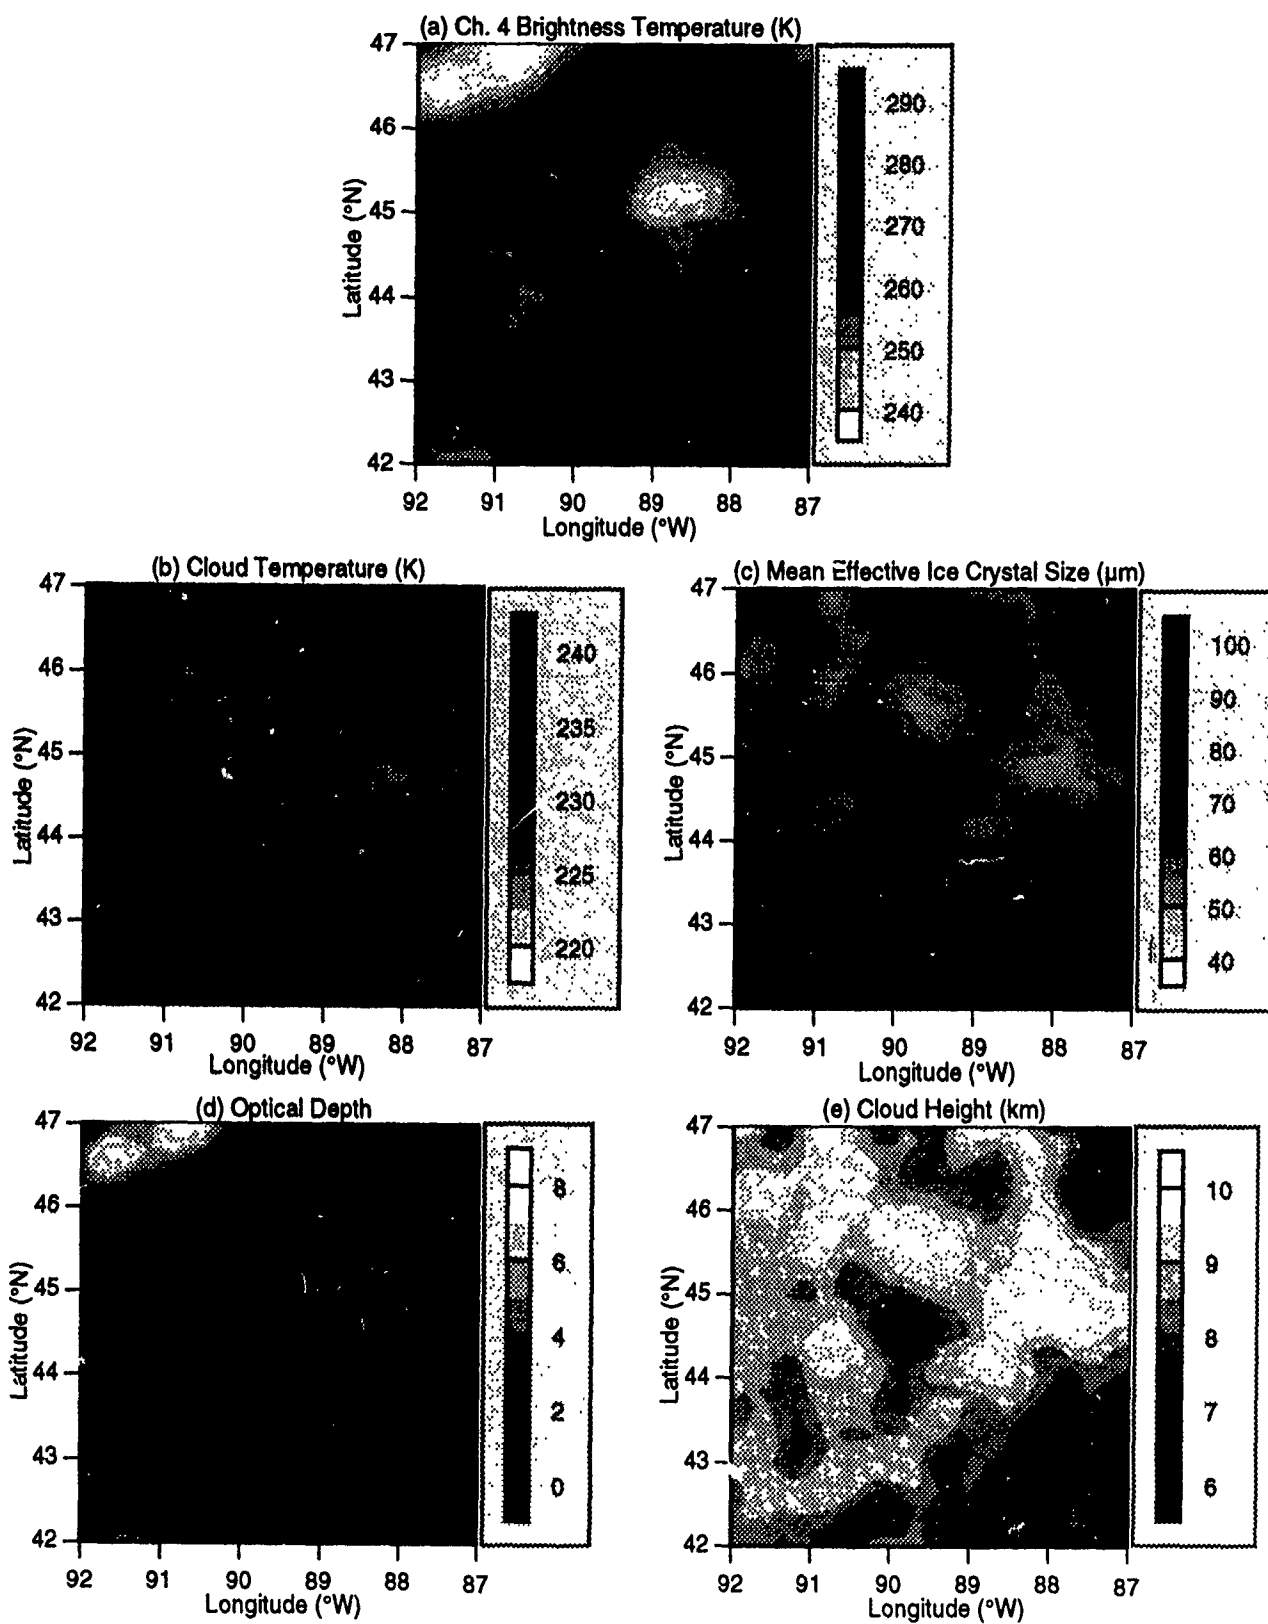 (a) Ch. 4 Brightness Temperature (K)
47
46
45
44
43
42
Latitude (°N)
92 91 90 89 88 87
Longitude (°W)
290
280
270
260
250
240
(b) Cloud Temperature (K)
47
46
45
44
43
42
Latitude (°N)
92 91 90 89 88 87
Longitude (°W)
240
235
230
225
220
(c) Mean Effective Ice Crystal Size (µm)
47
46
45
44
43
42
Latitude (°N)
92 91 90 89 88 87
Longitude (°W)
100
90
80
70
60
50
40
(d) Optical Depth
47
46
45
44
43
42
Latitude (°N)
92 91 90 89 88 87
Longitude (°W)
8
6
4
2
0
(e) Cloud Height (km)
47
46
45
44
43
42
Latitude (°N)
92 91 90 89 88 87
Longitude (°W)
10
9
8
7
6